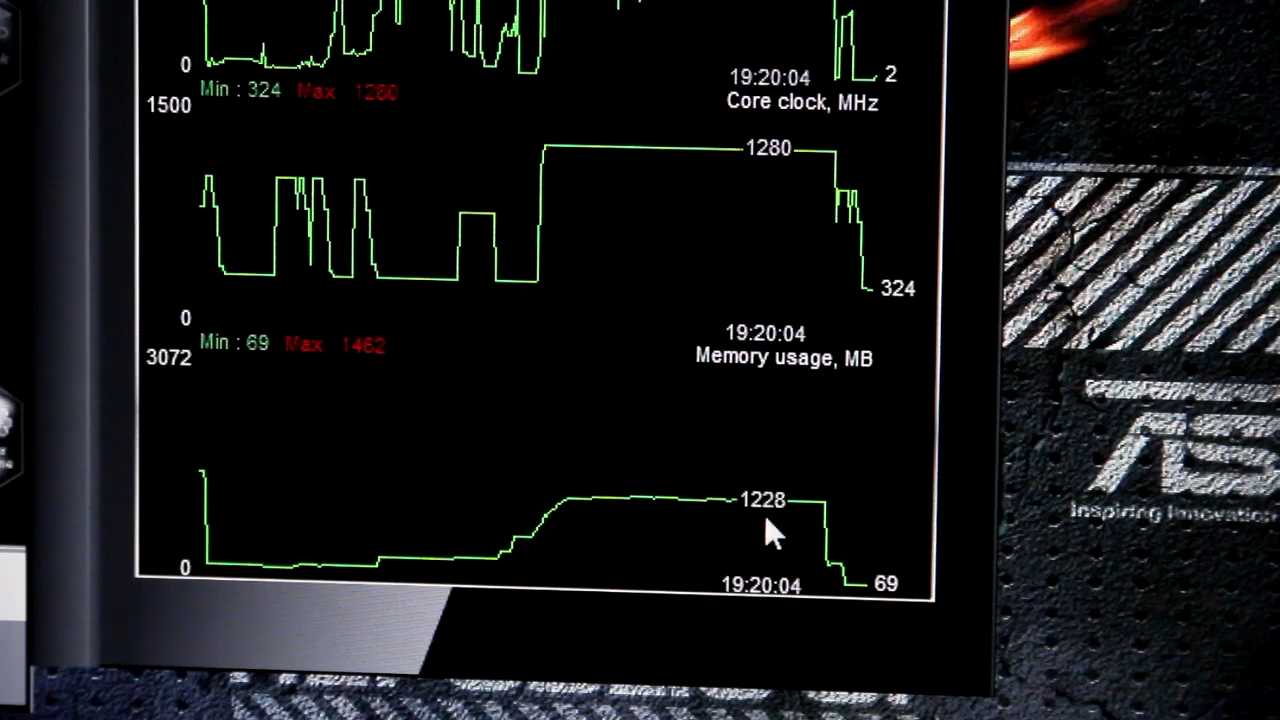 0
Min : 324 Max 1280
19:20:04
2
1500
Core clock, MHz
1280
324
0
Min : 69 Max 1462
19:20:04
3072
Memory usage, MB
1228
0
19:20:04
69
Inspiring Innovation